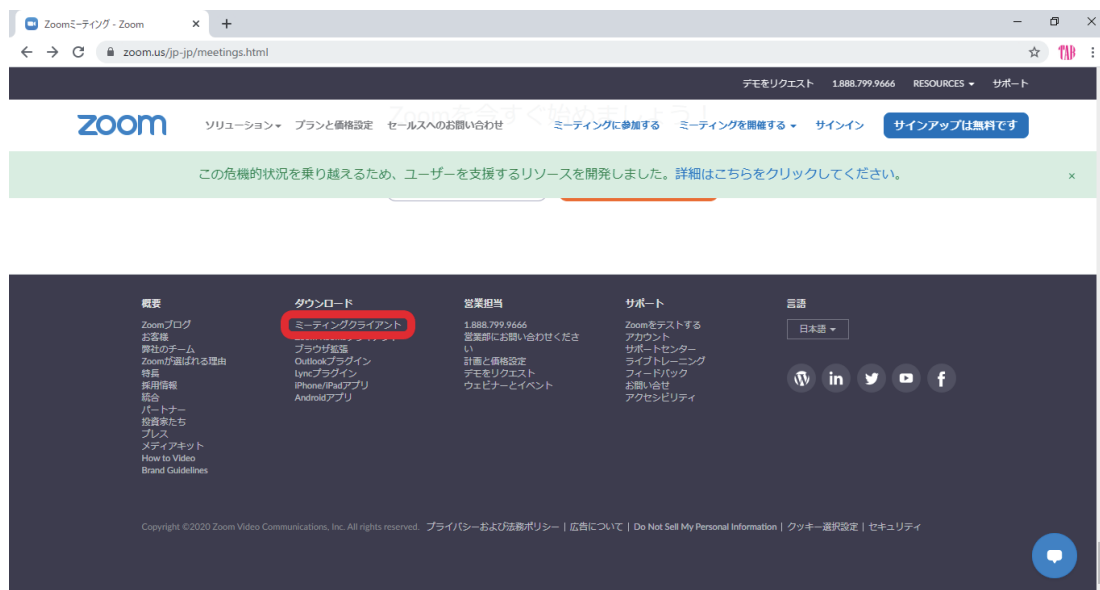 Zoomミーティング - Zoom
zoom.us/jp-jp/meetings.html
デモをリクエスト 1.888.799.9666 RESOURCES サポート
Zoomを今すぐ始めましょう！
zoom ソリューション プランと価格設定 セールスへのお問い合わせ ミーティングに参加する ミーティングを開催する サインイン サインアップは無料です
この危機的状況を乗り越えるため、ユーザーを支援するリソースを開発しました。詳細はこちらをクリックしてください。 ×
概要
Zoomブログ
お客様
弊社のチーム
Zoomが選ばれる理由
特長
採用情報
統合
パートナー
投資家たち
プレス
メディアキット
How to Video
Brand Guidelines
ダウンロード
ミーティングクライアント
ブラウザ拡張
Outlookプラグイン
Lyncプラグイン
iPhone/iPadアプリ
Androidアプリ
営業担当
1.888.799.9666
営業部にお問い合わせくださ
い
計画と価格設定
デモをリクエスト
ウェビナーとイベント
サポート
Zoomをテストする
アカウント
サポートセンター
ライブトレーニング
フィードバック
お問い合せ
アクセシビリティ
言語
日本語
Copyright ©2020 Zoom Video Communications, Inc. All rights reserved. プライバシーおよび法務ポリシー | 広告について | Do Not Sell My Personal Information | クッキー選択設定 | セキュリティ